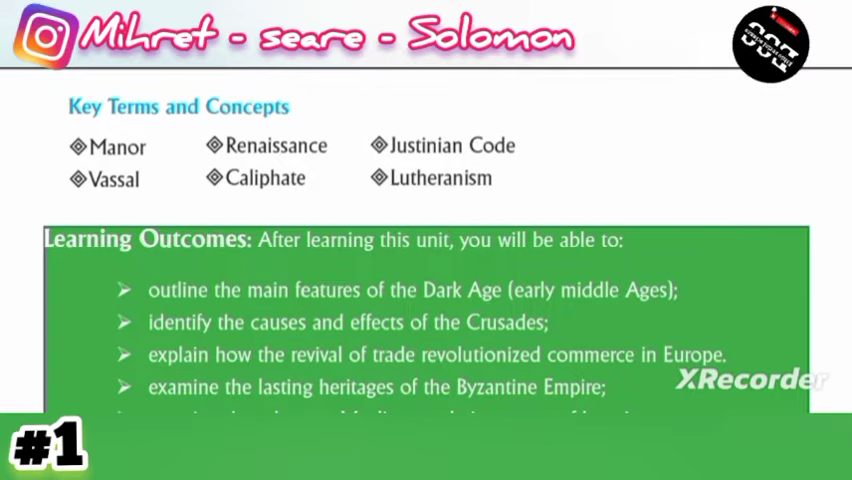 Mihret - seare - Solomon
Key Terms and Concepts
Manor
Renaissance
Justinian Code
Vassal
Caliphate
Lutheranism
Learning Outcomes: After learning this unit, you will be able to:
outline the main features of the Dark Age (early middle Ages);
identify the causes and effects of the Crusades;
explain how the revival of trade revolutionized commerce in Europe.
examine the lasting heritages of the Byzantine Empire;
XRecorder
#1